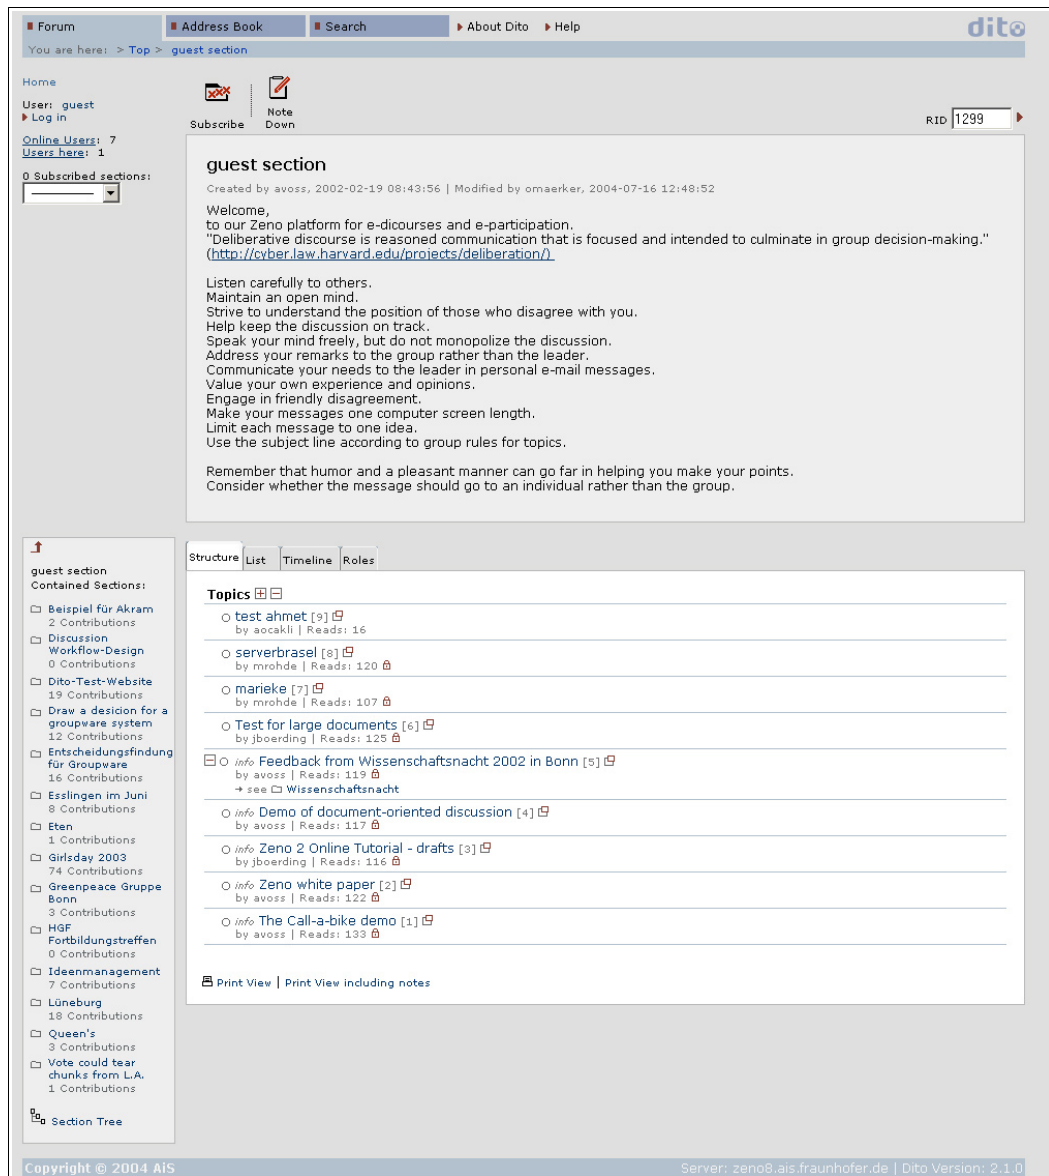 Forum
Address Book
Search
About Dito
Help
dito
You are here: > Top > guest section
Home
User: guest
Log in
Online Users: 7
Users here: 1
0 Subscribed sections:
Subscribe
Note
Down
RID 1299
guest section
Created by avoss, 2002-02-19 08:43:56 | Modified by omaerker, 2004-07-16 12:48:52
Welcome,
to our Zeno platform for e-dicourses and e-participation.
"Deliberative discourse is reasoned communication that is focused and intended to culminate in group decision-making."
(http://cyber.law.harvard.edu/projects/deliberation/)
Listen carefully to others.
Maintain an open mind.
Strive to understand the position of those who disagree with you.
Help keep the discussion on track.
Speak your mind freely, but do not monopolize the discussion.
Address your remarks to the group rather than the leader.
Communicate your needs to the leader in personal e-mail messages.
Value your own experience and opinions.
Engage in friendly disagreement.
Make your messages one computer screen length.
Limit each message to one idea.
Use the subject line according to group rules for topics.
Remember that humor and a pleasant manner can go far in helping you make your points.
Consider whether the message should go to an individual rather than the group.
guest section
Contained Sections:
Beispiel für Akram
2 Contributions
Discussion
Workflow-Design
0 Contributions
Dito-Test-Website
19 Contributions
Draw a desicion for a
groupware system
12 Contributions
Entscheidungsfindung
für Groupware
16 Contributions
Esslingen im Juni
8 Contributions
Eten
1 Contributions
Girlsday 2003
74 Contributions
Greenpeace Gruppe
Bonn
3 Contributions
HGF
Fortbildungstreffen
0 Contributions
Ideenmanagement
7 Contributions
Lüneburg
18 Contributions
Queen's
3 Contributions
Vote could tear
chunks from L.A.
1 Contributions
Section Tree
Structure
List
Timeline
Roles
Topics
test ahmet [9]
by aocakli | Reads: 16
serverbrasel [8]
by mrohde | Reads: 120
marieke [7]
by mrohde | Reads: 107
Test for large documents [6]
by jboerding | Reads: 125
info Feedback from Wissenschaftsnacht 2002 in Bonn [5]
by avoss | Reads: 119
→ see Wissenschaftsnacht
info Demo of document-oriented discussion [4]
by avoss | Reads: 117
info Zeno 2 Online Tutorial - drafts [3]
by jboerding | Reads: 116
info Zeno white paper [2]
by avoss | Reads: 122
info The Call-a-bike demo [1]
by avoss | Reads: 133
Print View | Print View including notes
Copyright © 2004 AiS
Server: zeno8.ais.fraunhofer.de | Dito Version: 2.1.0